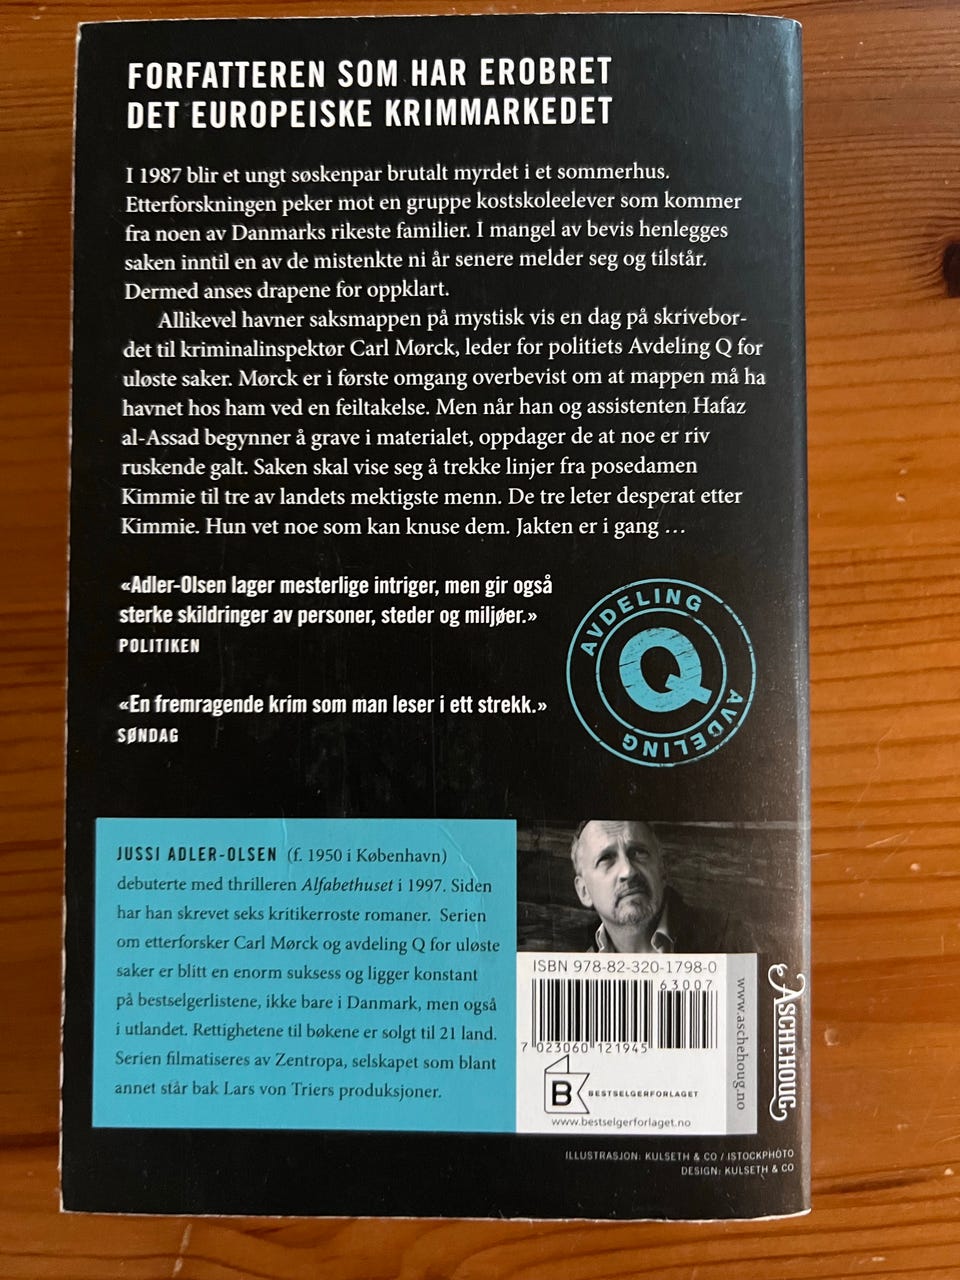 FORFATTEREN SOM HAR EROBRET
DET EUROPEISKE KRIMMARKEDET
I 1987 blir et ungt søskenpar brutalt myrdet i et sommerhus.
Etterforskningen peker mot en gruppe kostskoleelever som kommer
fra noen av Danmarks rikeste familier. I mangel av bevis henlegges
saken inntil en av de mistenkte ni år senere melder seg og tilstår.
Dermed anses drapene for oppklart.
Allikevel havner saksmappen på mystisk vis en dag på skrivebor-
det til kriminalinspektør Carl Mørck, leder for politiets Avdeling Q for
uløste saker. Mørck er i første omgang overbevist om at mappen må ha
havnet hos ham ved en feiltakelse. Men når han og assistenten Hafaz
al-Assad begynner å grave i materialet, oppdager de at noe er riv
ruskende galt. Saken skal vise seg å trekke linjer fra posedamen
Kimmie til tre av landets mektigste menn. De tre leter desperat etter
Kimmie. Hun vet noe som kan knuse dem. Jakten er i gang …
«Adler-Olsen lager mesterlige intriger, men gir også
sterke skildringer av personer, steder og miljøer.»
POLITIKEN
«En fremragende krim som man leser i ett strekk.»
SØNDAG
AVDELING
Q
AVDELING
JUSSI ADLER-OLSEN (f. 1950 i København)
debuterte med thrilleren Alfabethuset i 1997. Siden
har han skrevet seks kritikerroste romaner. Serien
om etterforsker Carl Mørck og avdeling Q for uløste
saker er blitt en enorm suksess og ligger konstant
på bestselgerlistene, ikke bare i Danmark, men også
i utlandet. Rettighetene til bøkene er solgt til 21 land.
Serien filmatiseres av Zentropa, selskapet som blant
annet står bak Lars von Triers produksjoner.
ISBN 978-82-320-1798-0
63007
7 023060 121945
B BESTSELGERFORLAGET
www.bestselgerforlaget.no
www.aschehoug.no
ASCHEHOUG
ILLUSTRASJON: KULSETH & CO / ISTOCKPHOTO
DESIGN: KULSETH & CO